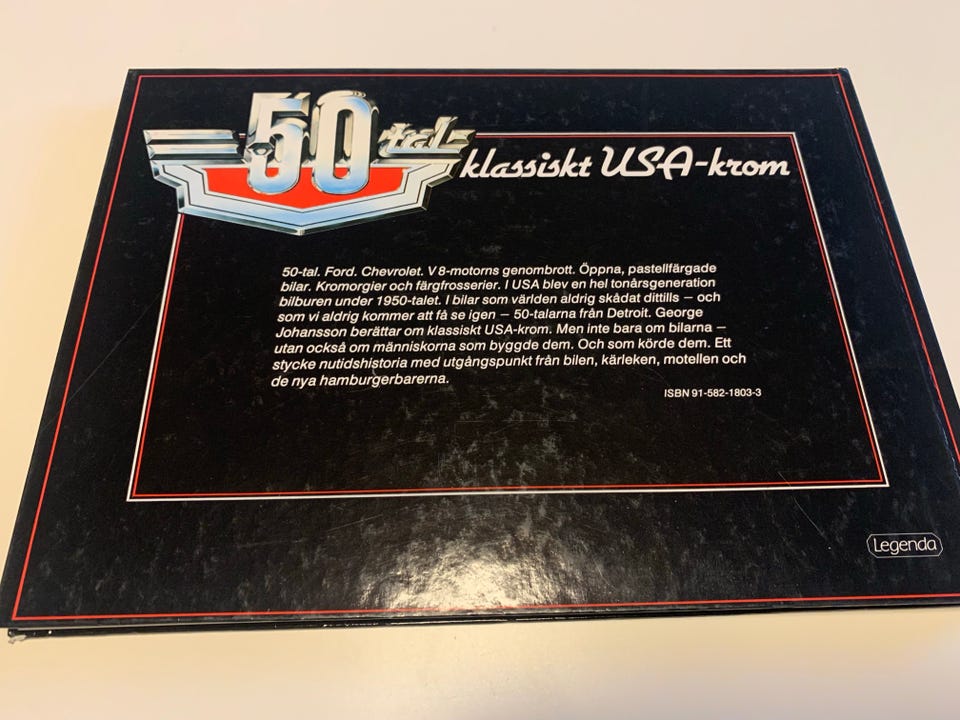 50-tal
klassiskt USA-krom
50-tal. Ford. Chevrolet. V 8-motorns genombrott. Öppna, pastellfärgade
bilar. Kromorgier och färgfrosserier. I USA blev en hel tonårsgeneration
bilburen under 1950-talet. I bilar som världen aldrig skådat dittills – och
som vi aldrig kommer att få se igen – 50-talarna från Detroit. George
Johansson berättar om klassiskt USA-krom. Men inte bara om bilarna –
utan också om människorna som byggde dem. Och som körde dem. Ett
stycke nutidshistoria med utgångspunkt från bilen, kärleken, motellen och
de nya hamburgerbarerna.
ISBN 91-582-1803-3
Legenda